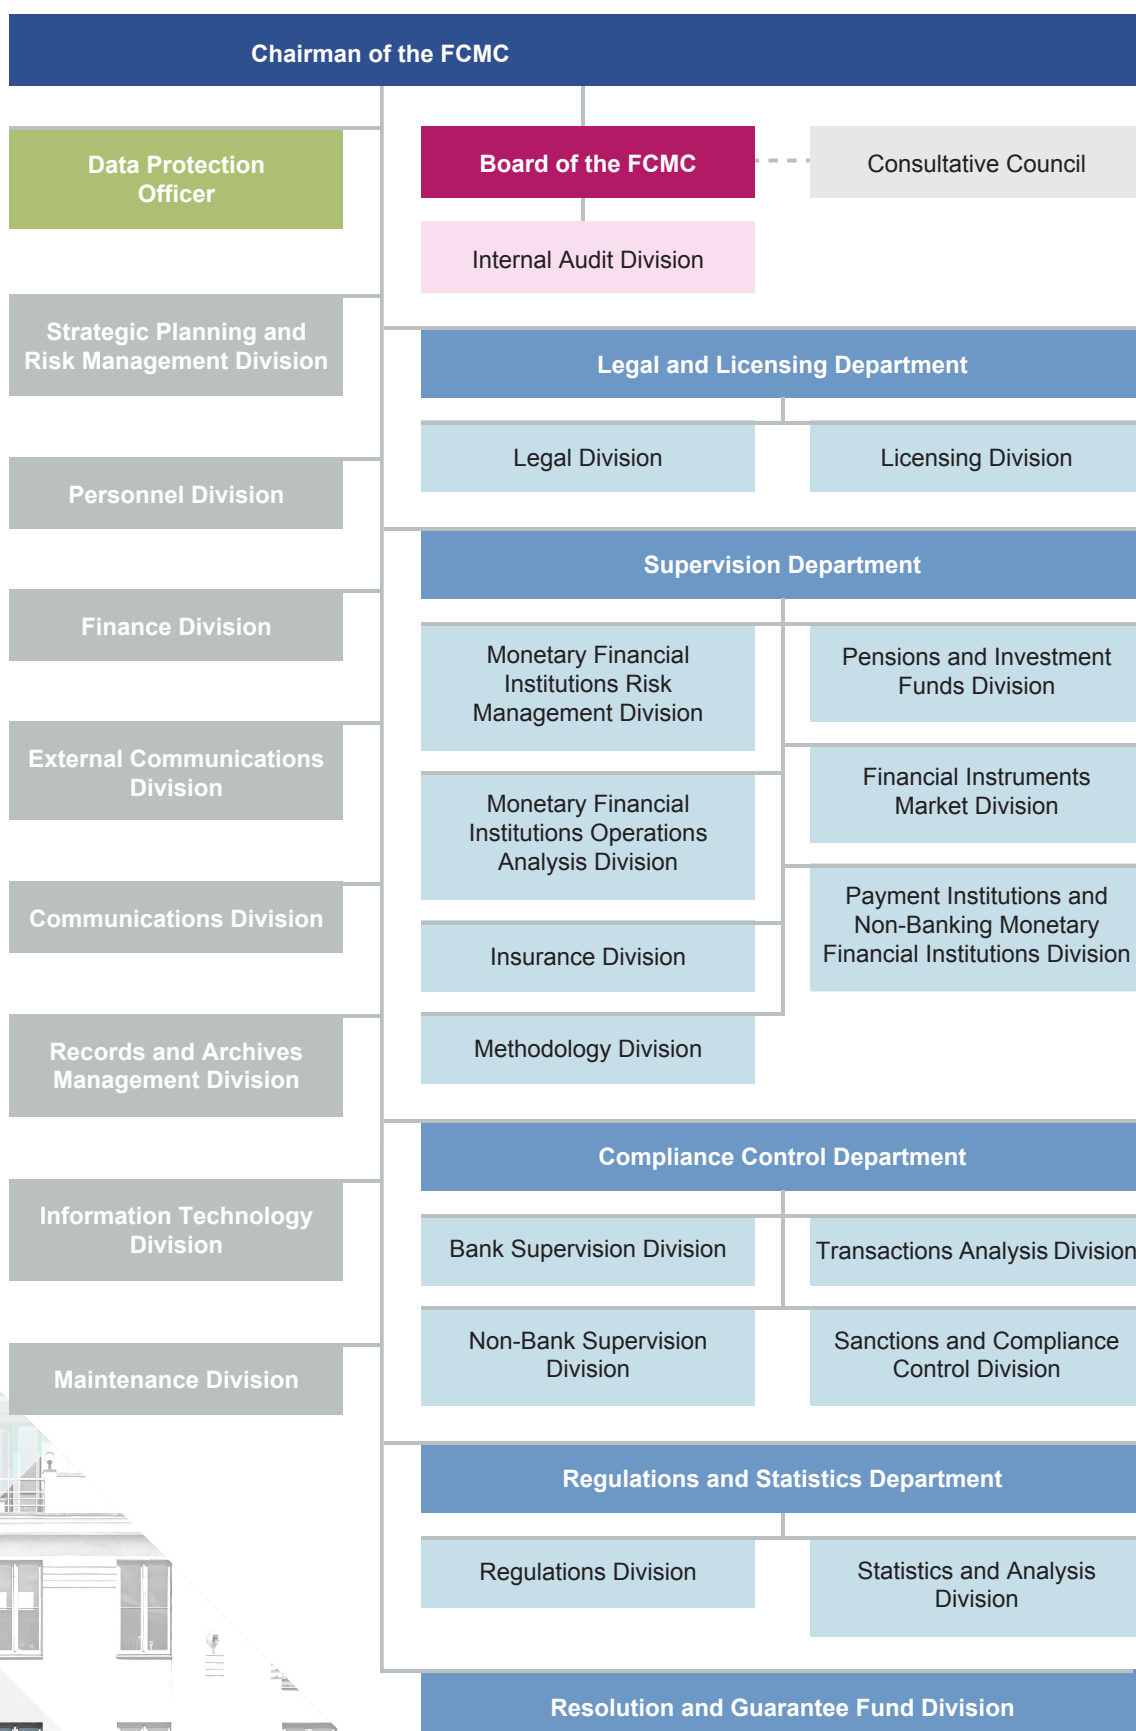 Chairman of the FCMC
Data Protection
Officer
Board of the FCMC
Consultative Council
Internal Audit Division
Strategic Planning and
Risk Management Division
Personnel Division
Finance Division
External Communications
Division
Communications Division
Records and Archives
Management Division
Information Technology
Division
Maintenance Division
Legal and Licensing Department
Legal Division
Licensing Division
Supervision Department
Monetary Financial
Institutions Risk
Management Division
Pensions and Investment
Funds Division
Monetary Financial
Institutions Operations
Analysis Division
Financial Instruments
Market Division
Insurance Division
Payment Institutions and
Non-Banking Monetary
Financial Institutions Division
Methodology Division
Compliance Control Department
Bank Supervision Division
Transactions Analysis Division
Non-Bank Supervision
Division
Sanctions and Compliance
Control Division
Regulations and Statistics Department
Regulations Division
Statistics and Analysis
Division
Resolution and Guarantee Fund Division